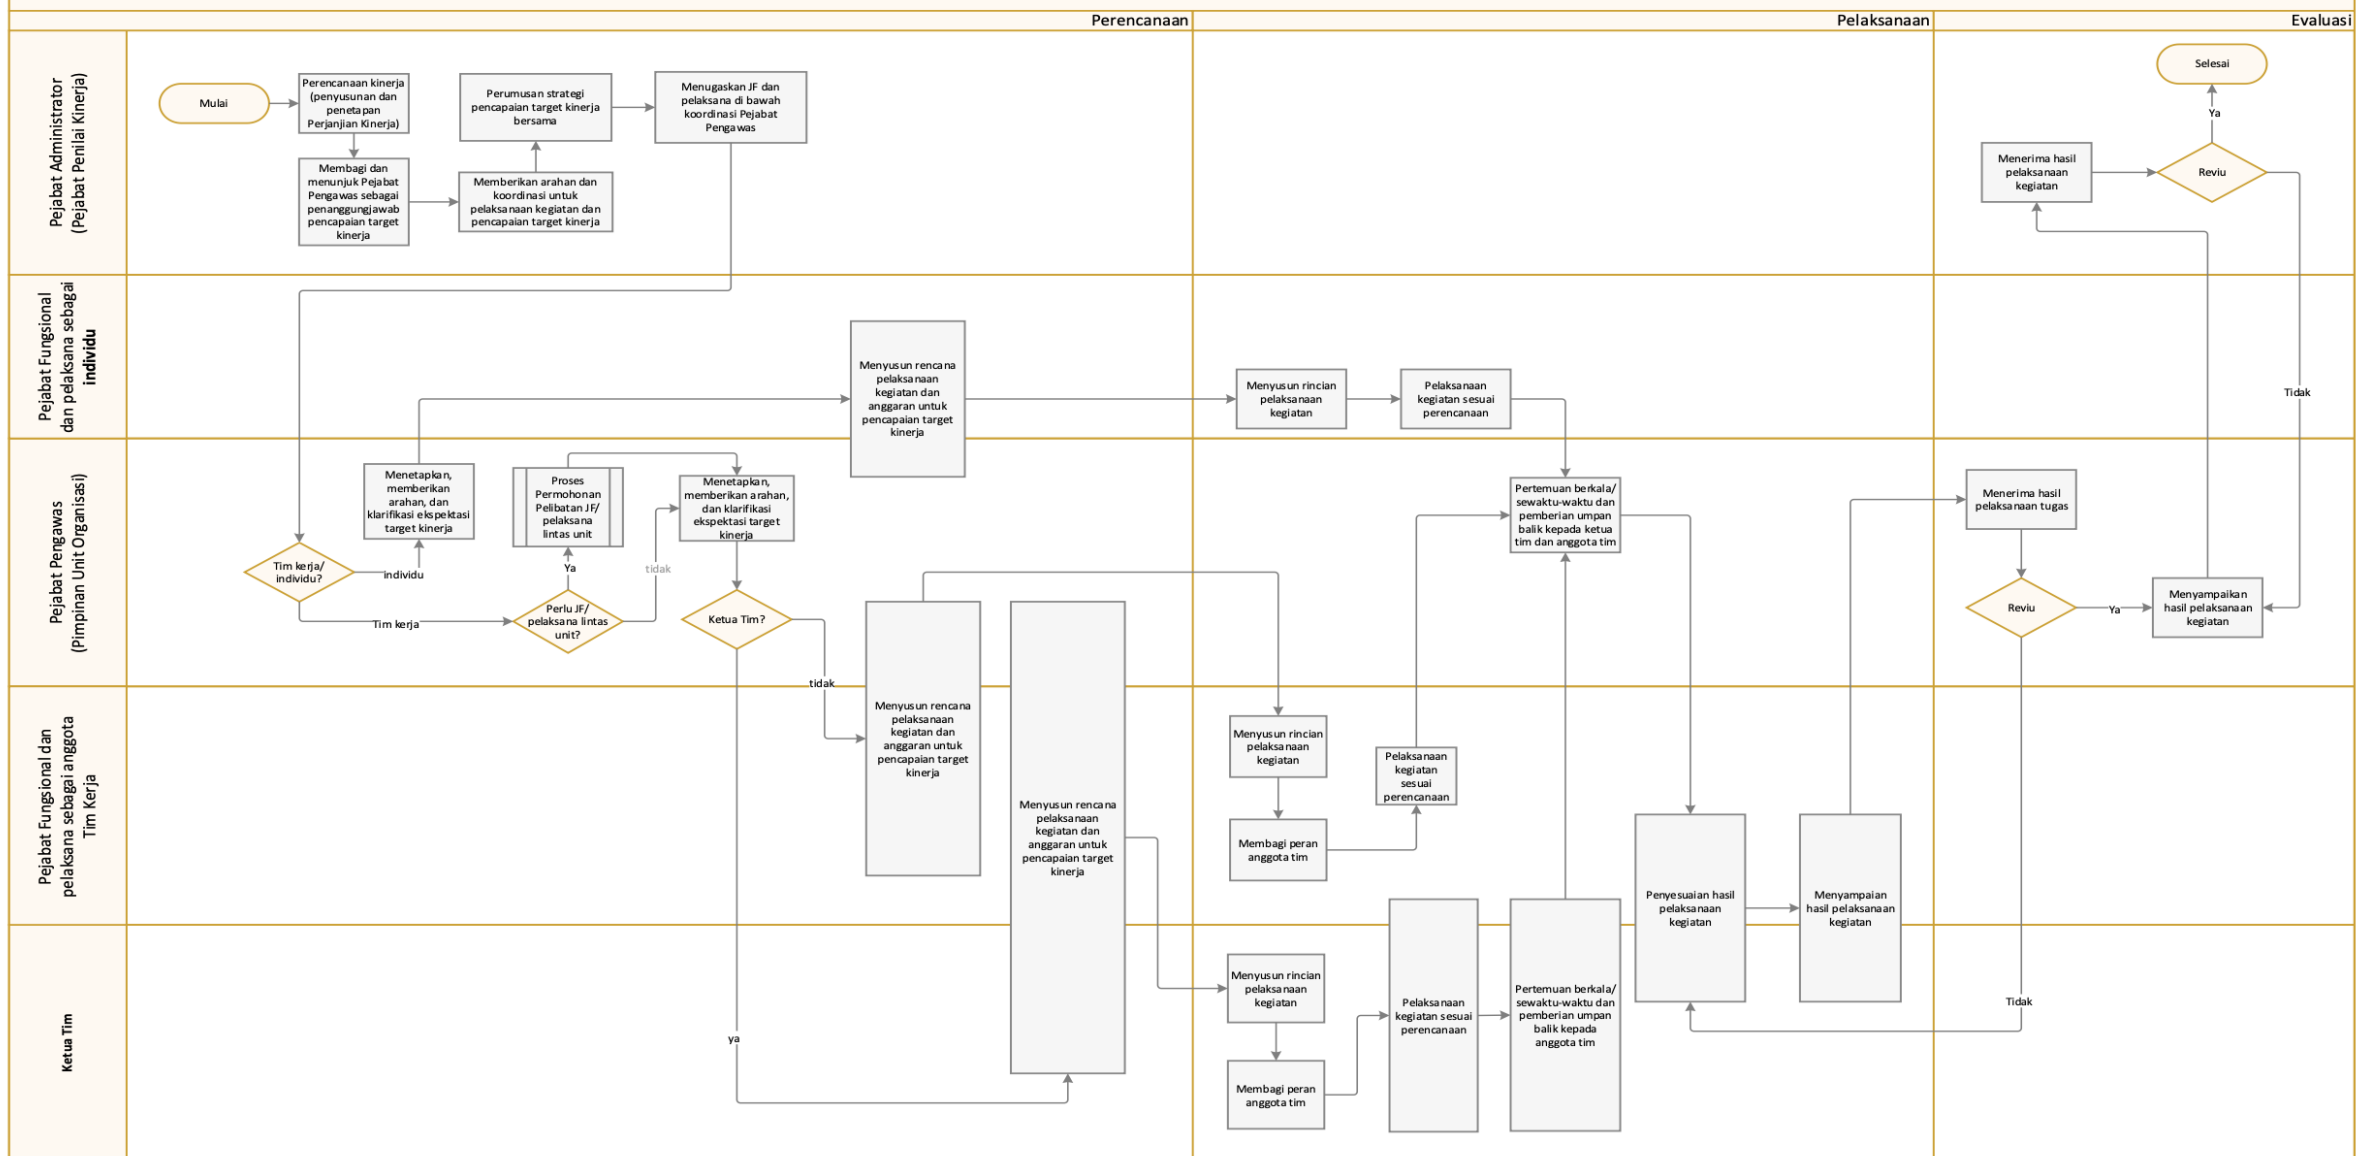 Perencanaan
Pelaksanaan
Evaluasi
Pejabat Administrator
(Pejabat Penilai Kinerja)
Mulai
Perencanaan kinerja
(penyusunan dan
penetapan
Perjanjian Kinerja)
Membagi dan
menunjuk Pejabat
Pengawas sebagai
penanggungjawab
pencapaian target
kinerja
Perumusan strategi
pencapaian target kinerja
bersama
Memberikan arahan dan
koordinasi untuk
pelaksanaan kegiatan dan
pencapaian target kinerja
Menugaskan JF dan
pelaksana di bawah
koordinasi Pejabat
Pengawas
Selesai
Ya
Menerima hasil
pelaksanaan
kegiatan
Reviu
Tidak
Pejabat Fungsional
dan pelaksana sebagai
individu
Menyusun rencana
pelaksanaan
kegiatan dan
anggaran untuk
pencapaian target
kinerja
Menyusun rincian
pelaksanaan
kegiatan
Pelaksanaan
kegiatan sesuai
perencanaan
Pejabat Pengawas
(Pimpinan Unit Organisasi)
Tim kerja/
individu?
individu
Tim kerja
Menetapkan,
memberikan
arahan, dan
klarifikasi ekspektasi
target kinerja
Proses
Permohonan
Pelibatan JF/
pelaksana
lintas unit
Ya
Perlu JF/
pelaksana lintas
unit?
tidak
Menetapkan,
memberikan arahan,
dan klarifikasi
ekspektasi target
kinerja
Ketua Tim?
tidak
ya
Pertemuan berkala/
sewaktu-waktu dan
pemberian umpan
balik kepada ketua
tim dan anggota tim
Menerima hasil
pelaksanaan tugas
Reviu
Ya
Tidak
Menyampaikan
hasil pelaksanaan
kegiatan
Pejabat Fungsional dan
pelaksana sebagai anggota
Tim Kerja
Menyusun rencana
pelaksanaan
kegiatan dan
anggaran untuk
pencapaian target
kinerja
Menyusun rencana
pelaksanaan
kegiatan dan
anggaran untuk
pencapaian target
kinerja
Menyusun rincian
pelaksanaan
kegiatan
Membagi peran
anggota tim
Pelaksanaan
kegiatan
sesuai
perencanaan
Penyesuaian hasil
pelaksanaan
kegiatan
Menyampaian
hasil pelaksanaan
kegiatan
Ketua Tim
Menyusun rincian
pelaksanaan
kegiatan
Membagi peran
anggota tim
Pelaksanaan
kegiatan sesuai
perencanaan
Pertemuan berkala/
sewaktu-waktu dan
pemberian umpan
balik kepada
anggota tim